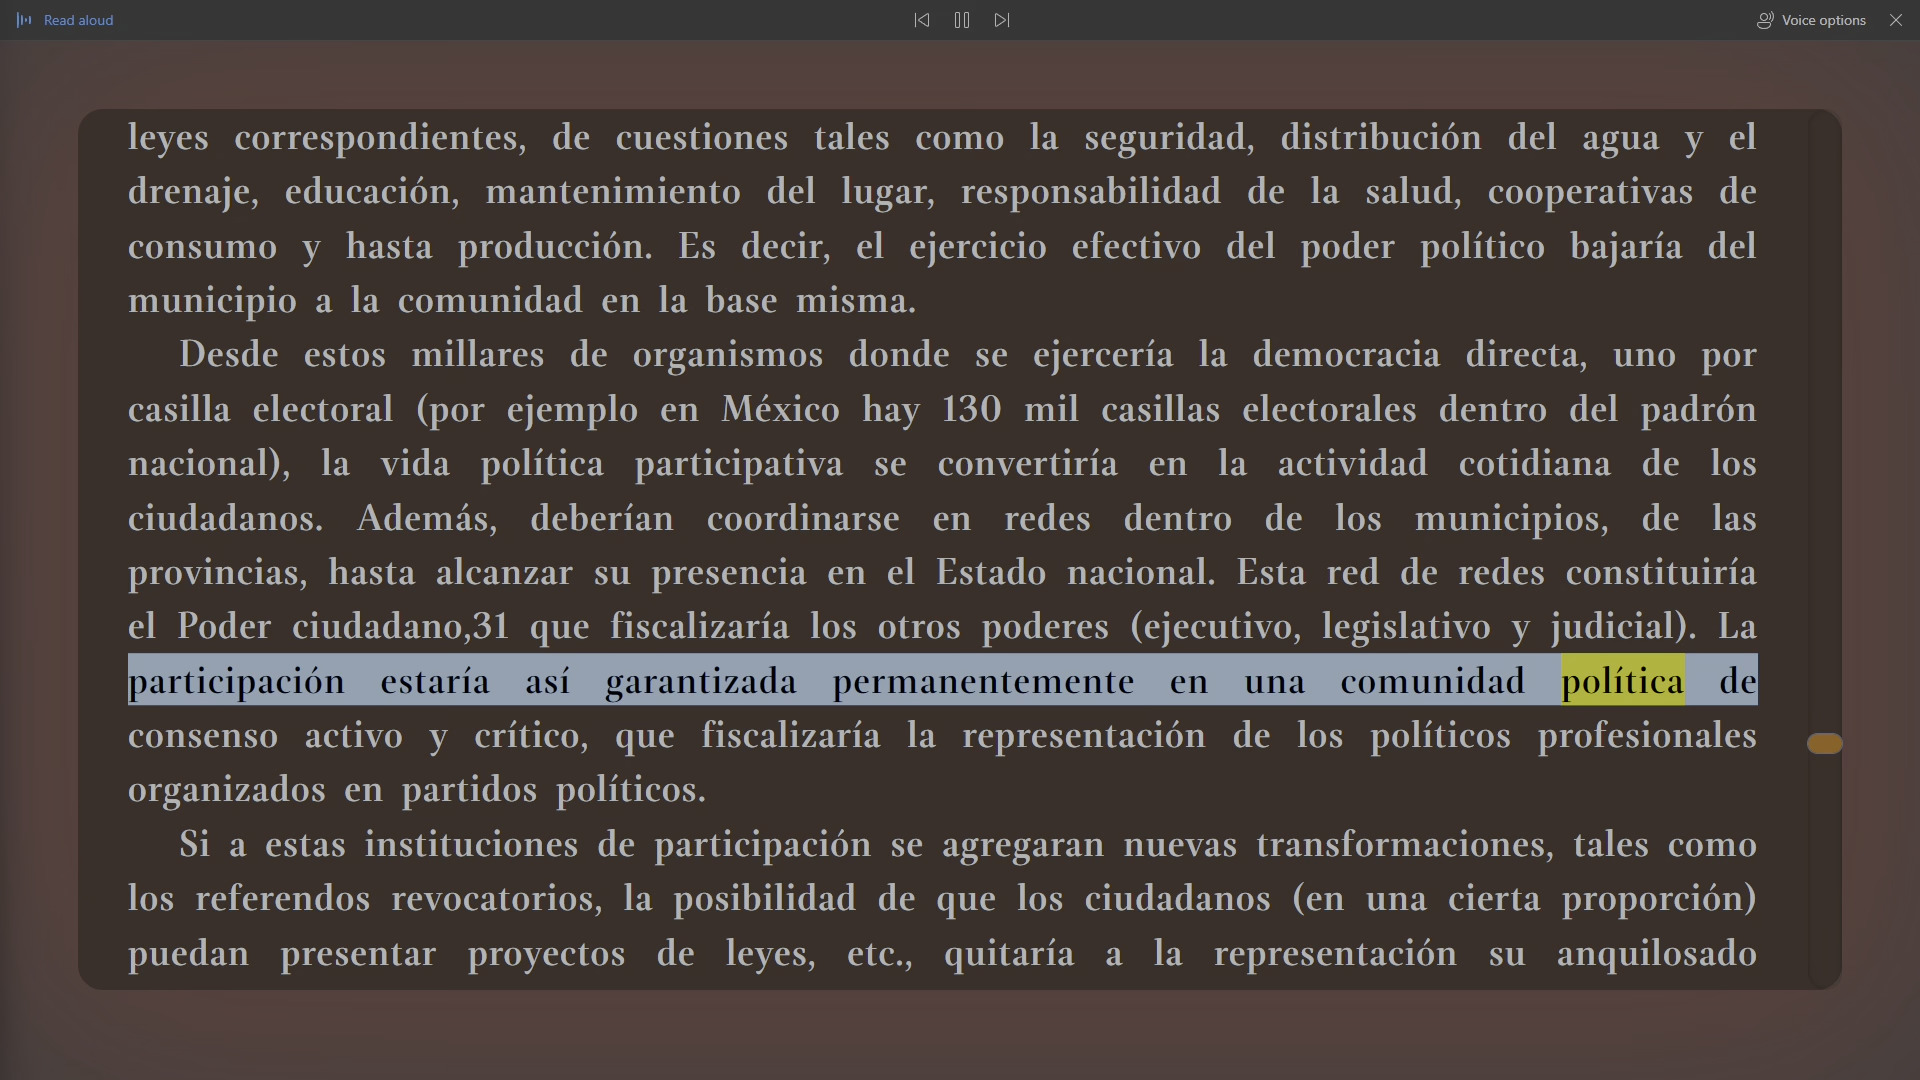 Read aloud
Voice options
leyes correspondientes, de cuestiones tales como la seguridad, distribución del agua y el
drenaje, educación, mantenimiento del lugar, responsabilidad de la salud, cooperativas de
consumo y hasta producción. Es decir, el ejercicio efectivo del poder político bajaría del
municipio a la comunidad en la base misma.
Desde estos millares de organismos donde se ejercería la democracia directa, uno por
casilla electoral (por ejemplo en México hay 130 mil casillas electorales dentro del padrón
nacional), la vida política participativa se convertiría en la actividad cotidiana de los
ciudadanos. Además, deberían coordinarse en redes dentro de los municipios, de las
provincias, hasta alcanzar su presencia en el Estado nacional. Esta red de redes constituiría
el Poder ciudadano,31 que fiscalizaría los otros poderes (ejecutivo, legislativo y judicial). La
participación estaría así garantizada permanentemente en una comunidad política de
consenso activo y crítico, que fiscalizaría la representación de los políticos profesionales
organizados en partidos políticos.
Si a estas instituciones de participación se agregaran nuevas transformaciones, tales como
los referendos revocatorios, la posibilidad de que los ciudadanos (en una cierta proporción)
puedan presentar proyectos de leyes, etc., quitaría a la representación su anquilosado